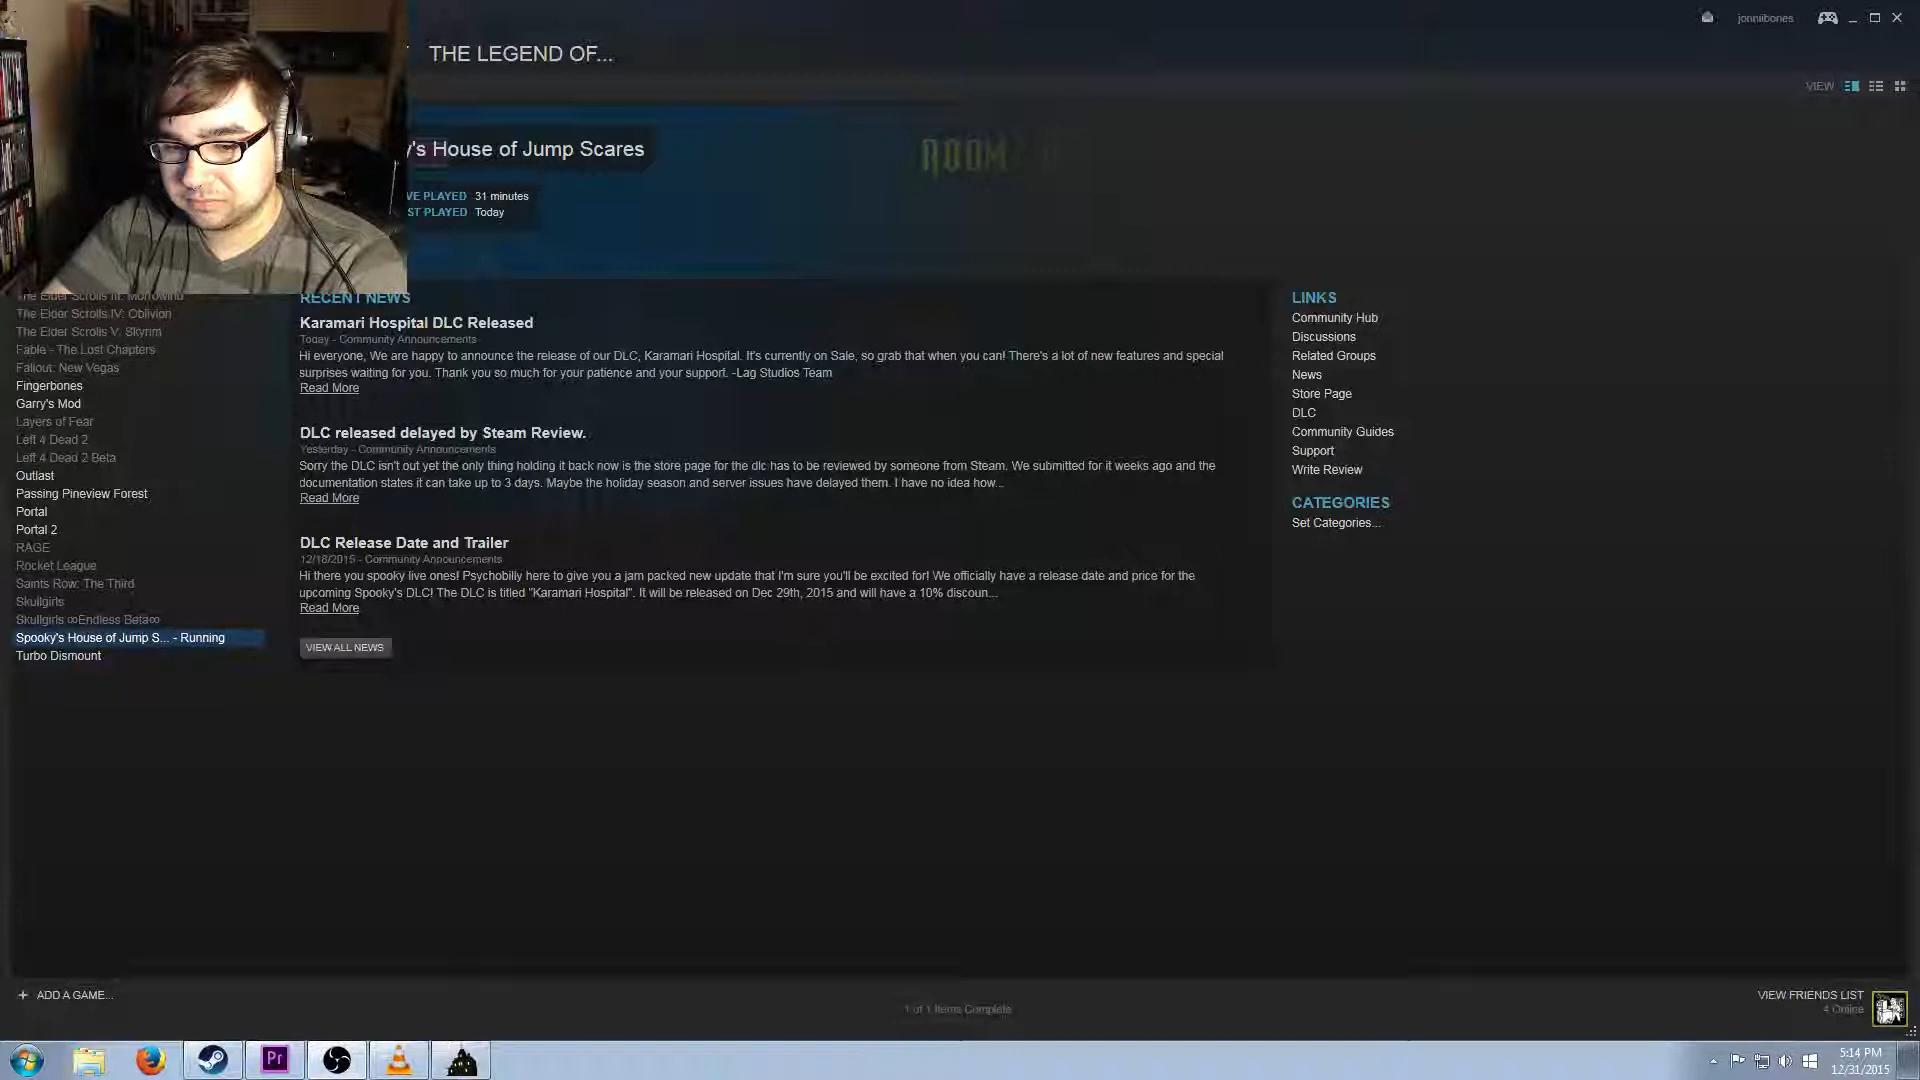 jonniibones
THE LEGEND OF...
VIEW
y's House of Jump Scares
ROOM
VE PLAYED 31 minutes
ST PLAYED Today
The Elder Scrolls III: Morrowind
The Elder Scrolls IV: Oblivion
The Elder Scrolls V: Skyrim
Fable - The Lost Chapters
Fallout: New Vegas
Fingerbones
Garry's Mod
Layers of Fear
Left 4 Dead 2
Left 4 Dead 2 Beta
Outlast
Passing Pineview Forest
Portal
Portal 2
RAGE
Rocket League
Saints Row: The Third
Skullgirls
Skullgirls ∞Endless Beta∞
Spooky's House of Jump S... - Running
Turbo Dismount
RECENT NEWS
Karamari Hospital DLC Released
Today - Community Announcements
Hi everyone, We are happy to announce the release of our DLC, Karamari Hospital. It's currently on Sale, so grab that when you can! There's a lot of new features and special
surprises waiting for you. Thank you so much for your patience and your support. -Lag Studios Team
Read More
DLC released delayed by Steam Review.
Yesterday - Community Announcements
Sorry the DLC isn't out yet the only thing holding it back now is the store page for the dlc has to be reviewed by someone from Steam. We submitted for it weeks ago and the
documentation states it can take up to 3 days. Maybe the holiday season and server issues have delayed them. I have no idea how...
Read More
DLC Release Date and Trailer
12/18/2015 - Community Announcements
Hi there you spooky live ones! Psychobilly here to give you a jam packed new update that I'm sure you'll be excited for! We officially have a release date and price for the
upcoming Spooky's DLC! The DLC is titled "Karamari Hospital". It will be released on Dec 29th, 2015 and will have a 10% discoun...
Read More
VIEW ALL NEWS
LINKS
Community Hub
Discussions
Related Groups
News
Store Page
DLC
Community Guides
Support
Write Review
CATEGORIES
Set Categories...
+ ADD A GAME...
1 of 1 Items Complete
VIEW FRIENDS LIST
4 Online
Pr
5:14 PM
12/31/2015